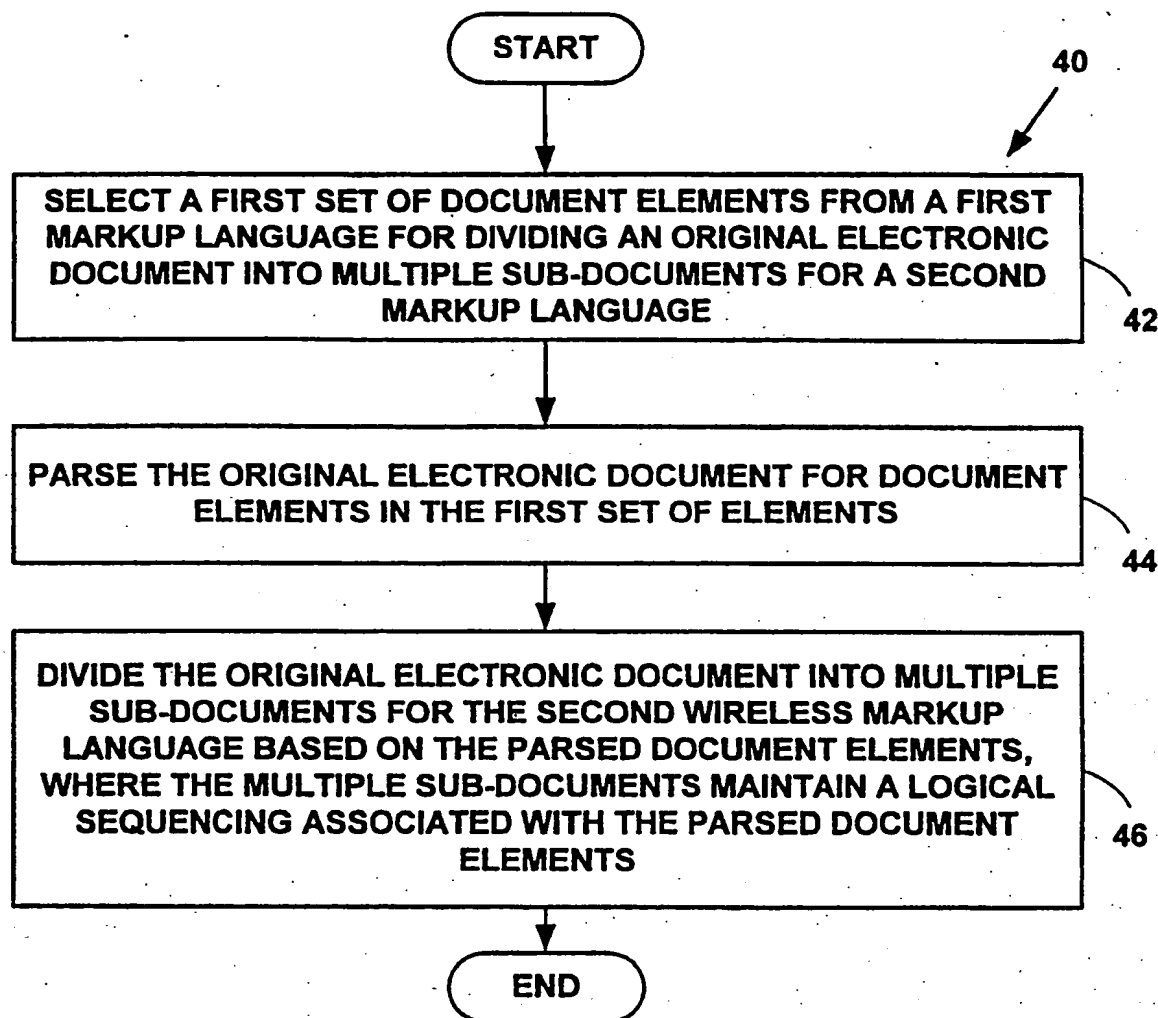 START
40
SELECT A FIRST SET OF DOCUMENT ELEMENTS FROM A FIRST
MARKUP LANGUAGE FOR DIVIDING AN ORIGINAL ELECTRONIC
DOCUMENT INTO MULTIPLE SUB-DOCUMENTS FOR A SECOND
MARKUP LANGUAGE
42
PARSE THE ORIGINAL ELECTRONIC DOCUMENT FOR DOCUMENT
ELEMENTS IN THE FIRST SET OF ELEMENTS
44
DIVIDE THE ORIGINAL ELECTRONIC DOCUMENT INTO MULTIPLE
SUB-DOCUMENTS FOR THE SECOND WIRELESS MARKUP
LANGUAGE BASED ON THE PARSED DOCUMENT ELEMENTS,
WHERE THE MULTIPLE SUB-DOCUMENTS MAINTAIN A LOGICAL
SEQUENCING ASSOCIATED WITH THE PARSED DOCUMENT
ELEMENTS
46
END